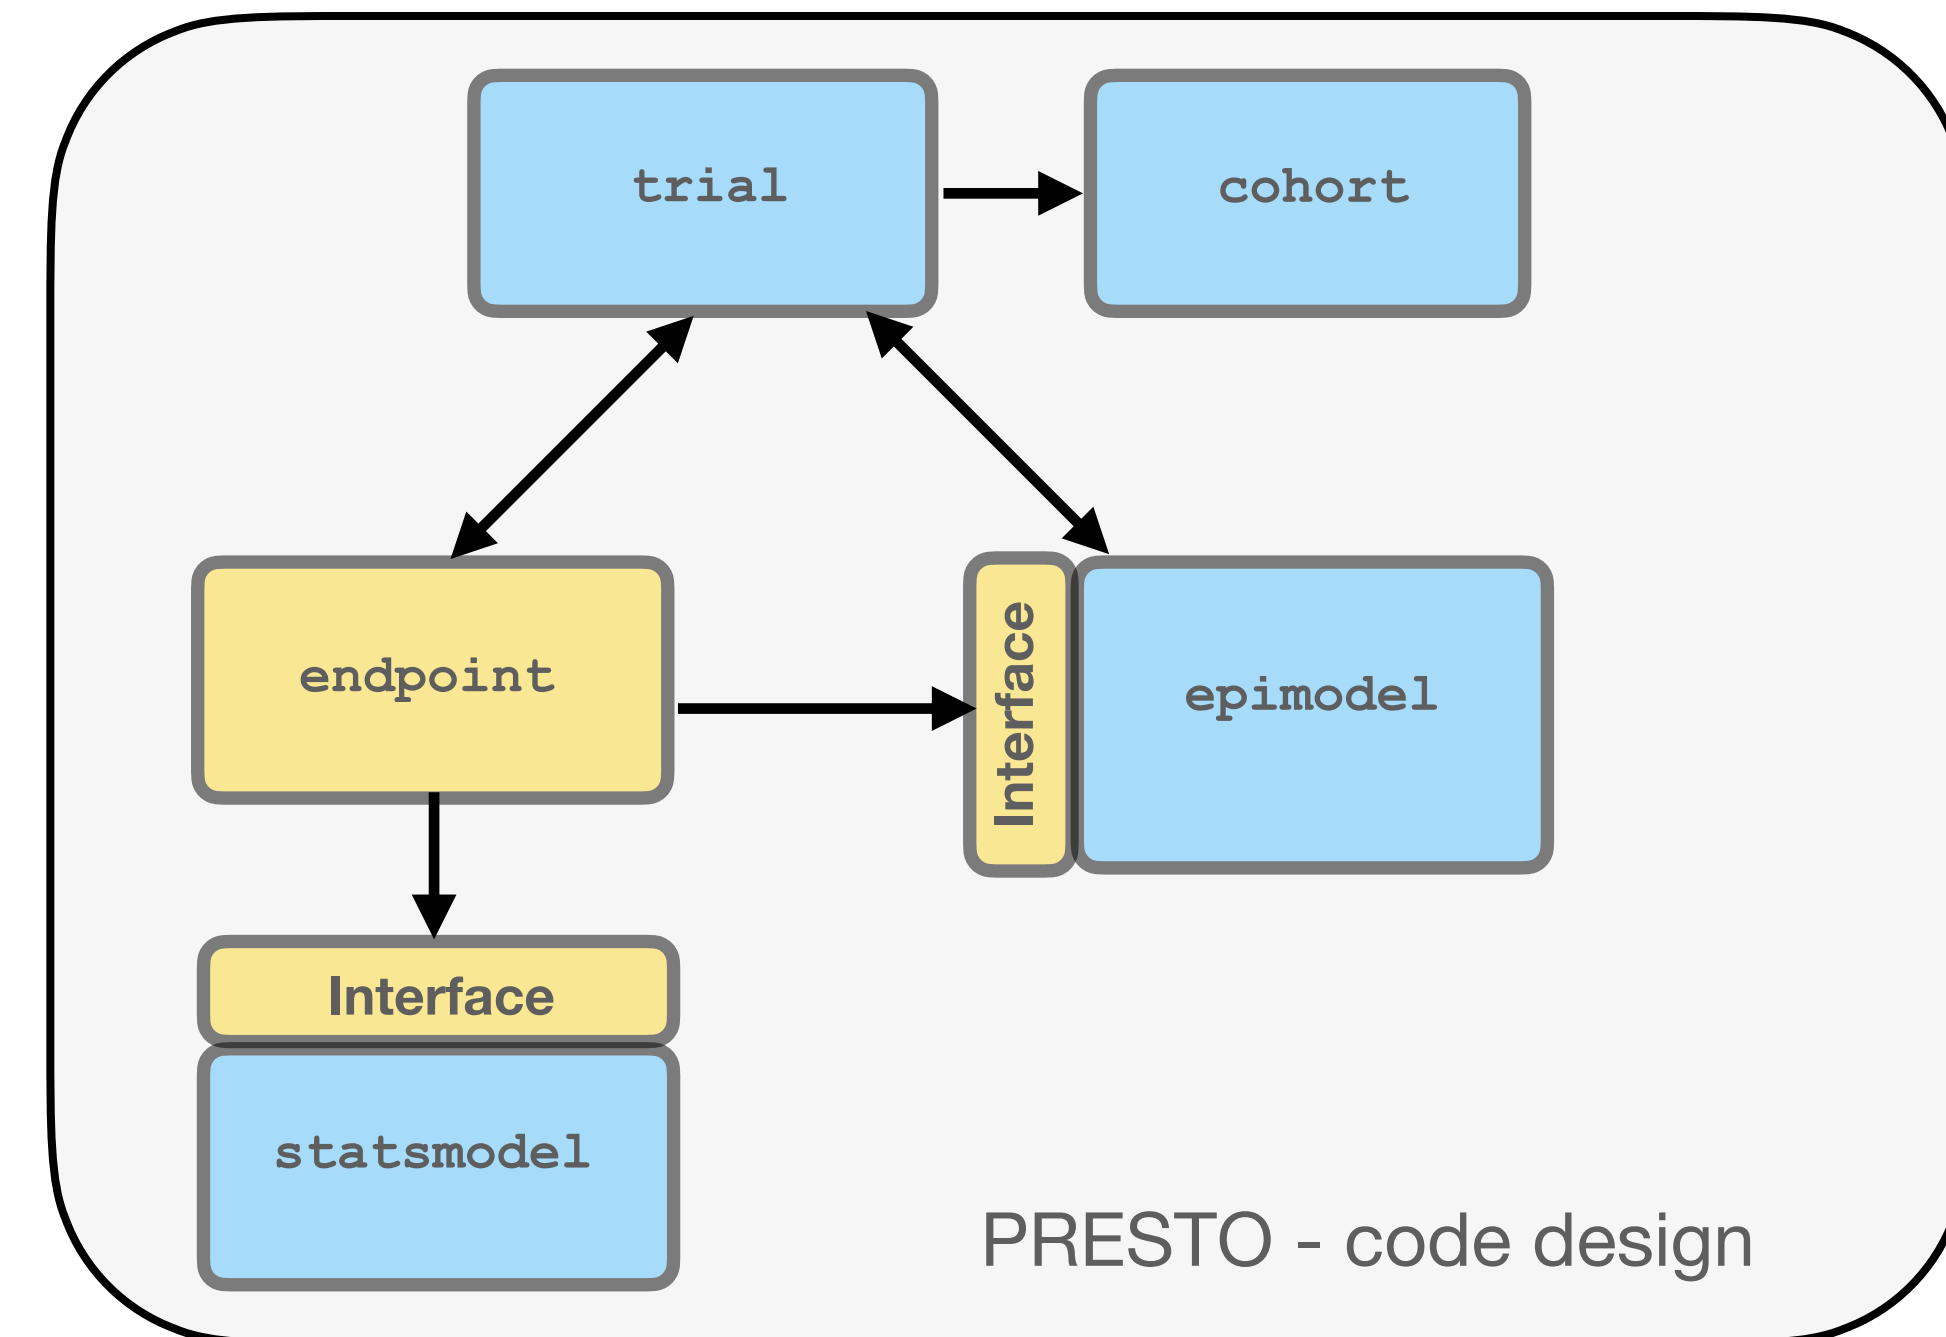 trial
cohort
endpoint
Interface
epimodel
Interface
statsmodel
PRESTO - code design